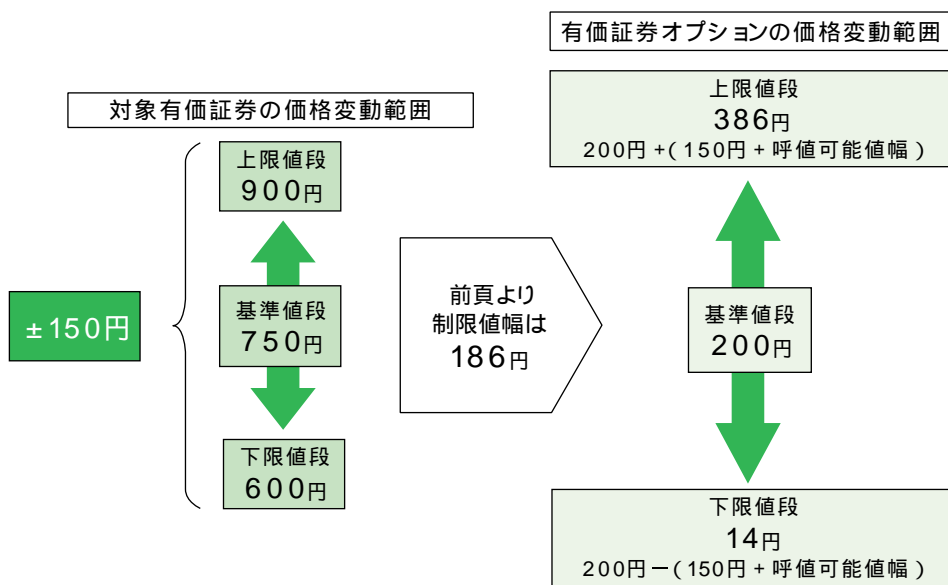 対象有価証券の価格変動範囲
±150円
上限値段
900円
基準値段
750円
下限値段
600円
前頁より
制限値幅は
186円
有価証券オプションの価格変動範囲
上限値段
386円
200円+(150円+呼値可能値幅)
基準値段
200円
下限値段
14円
200円－(150円+呼値可能値幅)